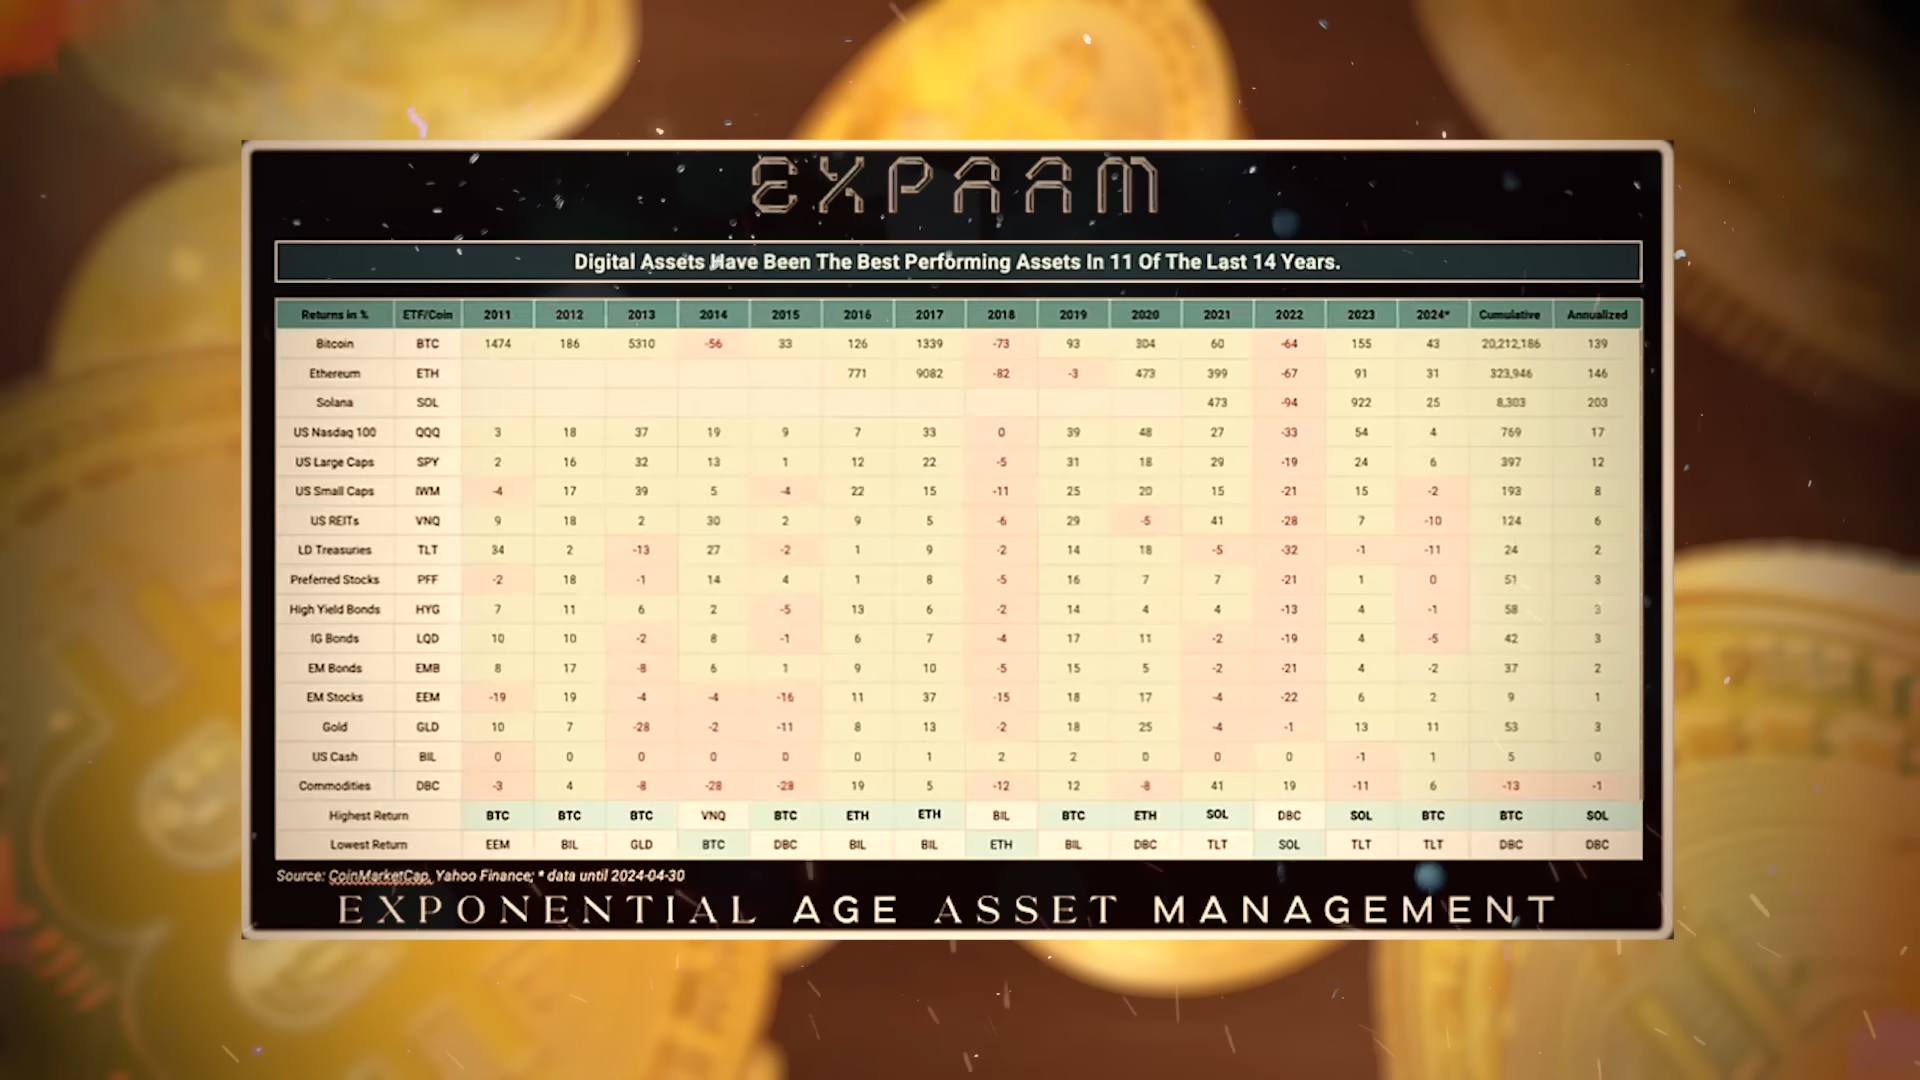 EXPAAM
Digital Assets Have Been The Best Performing Assets In 11 Of The Last 14 Years.
Returns in % ETF/Coin 2011 2012 2013 2014 2015 2016 2017 2018 2019 2020 2021 2022 2023 2024* Cumulative Annualized
Bitcoin BTC 1474 186 5310 -56 33 126 1339 -73 93 304 60 -64 155 43 20,212,186 139
Ethereum ETH 771 9082 -82 -3 473 399 -67 91 31 323,946 146
Solana SOL 473 -94 922 25 8,303 203
US Nasdaq 100 QQQ 3 18 37 19 9 7 33 0 39 48 27 -33 54 4 769 17
US Large Caps SPY 2 16 32 13 1 12 22 -5 31 18 29 -19 24 6 397 12
US Small Caps IWM -4 17 39 5 -4 22 15 -11 25 20 15 -21 15 -2 193 8
US REITs VNQ 9 18 2 30 2 9 5 -6 29 -5 41 -28 7 -10 124 6
LD Treasuries TLT 34 2 -13 27 -2 1 9 -2 14 18 -5 -32 -1 -11 24 2
Preferred Stocks PFF -2 18 -1 14 4 1 8 -5 16 7 7 -21 1 0 51 3
High Yield Bonds HYG 7 11 6 2 -5 13 6 -2 14 4 4 -13 4 -1 58 3
IG Bonds LQD 10 10 -2 8 -1 6 7 -4 17 11 -2 -19 4 -5 42 3
EM Bonds EMB 8 17 -8 6 1 9 10 -5 15 5 -2 -21 4 -2 37 2
EM Stocks EEM -19 19 -4 -4 -16 11 37 -15 18 17 -4 -22 6 2 9 1
Gold GLD 10 7 -28 -2 -11 8 13 -2 18 25 -4 -1 13 11 53 3
US Cash BIL 0 0 0 0 0 0 1 2 2 0 0 0 -1 1 5 0
Commodities DBC -3 4 -8 -28 -28 19 5 -12 12 -8 41 19 -11 6 -13 -1
Highest Return BTC BTC BTC VNQ BTC ETH ETH BIL BTC ETH SOL DBC SOL BTC BTC SOL
Lowest Return EEM BIL GLD BTC DBC BIL BIL ETH BIL DBC TLT SOL TLT TLT DBC DBC
Source: CoinMarketCap, Yahoo Finance; * data until 2024-04-30
EXPONENTIAL AGE ASSET MANAGEMENT